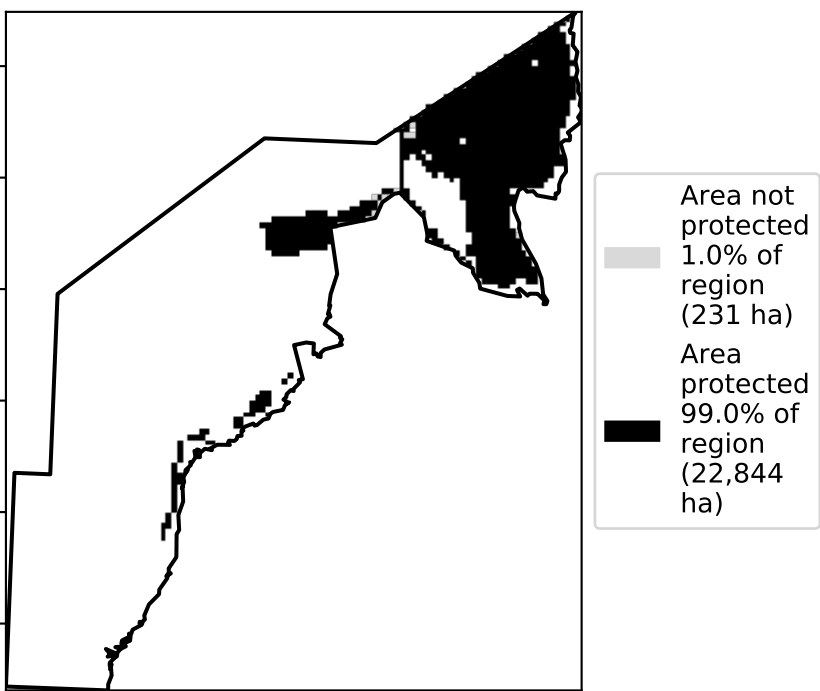 Area not
protected
1.0% of
region
(231 ha)
Area
protected
99.0% of
region
(22,844
ha)